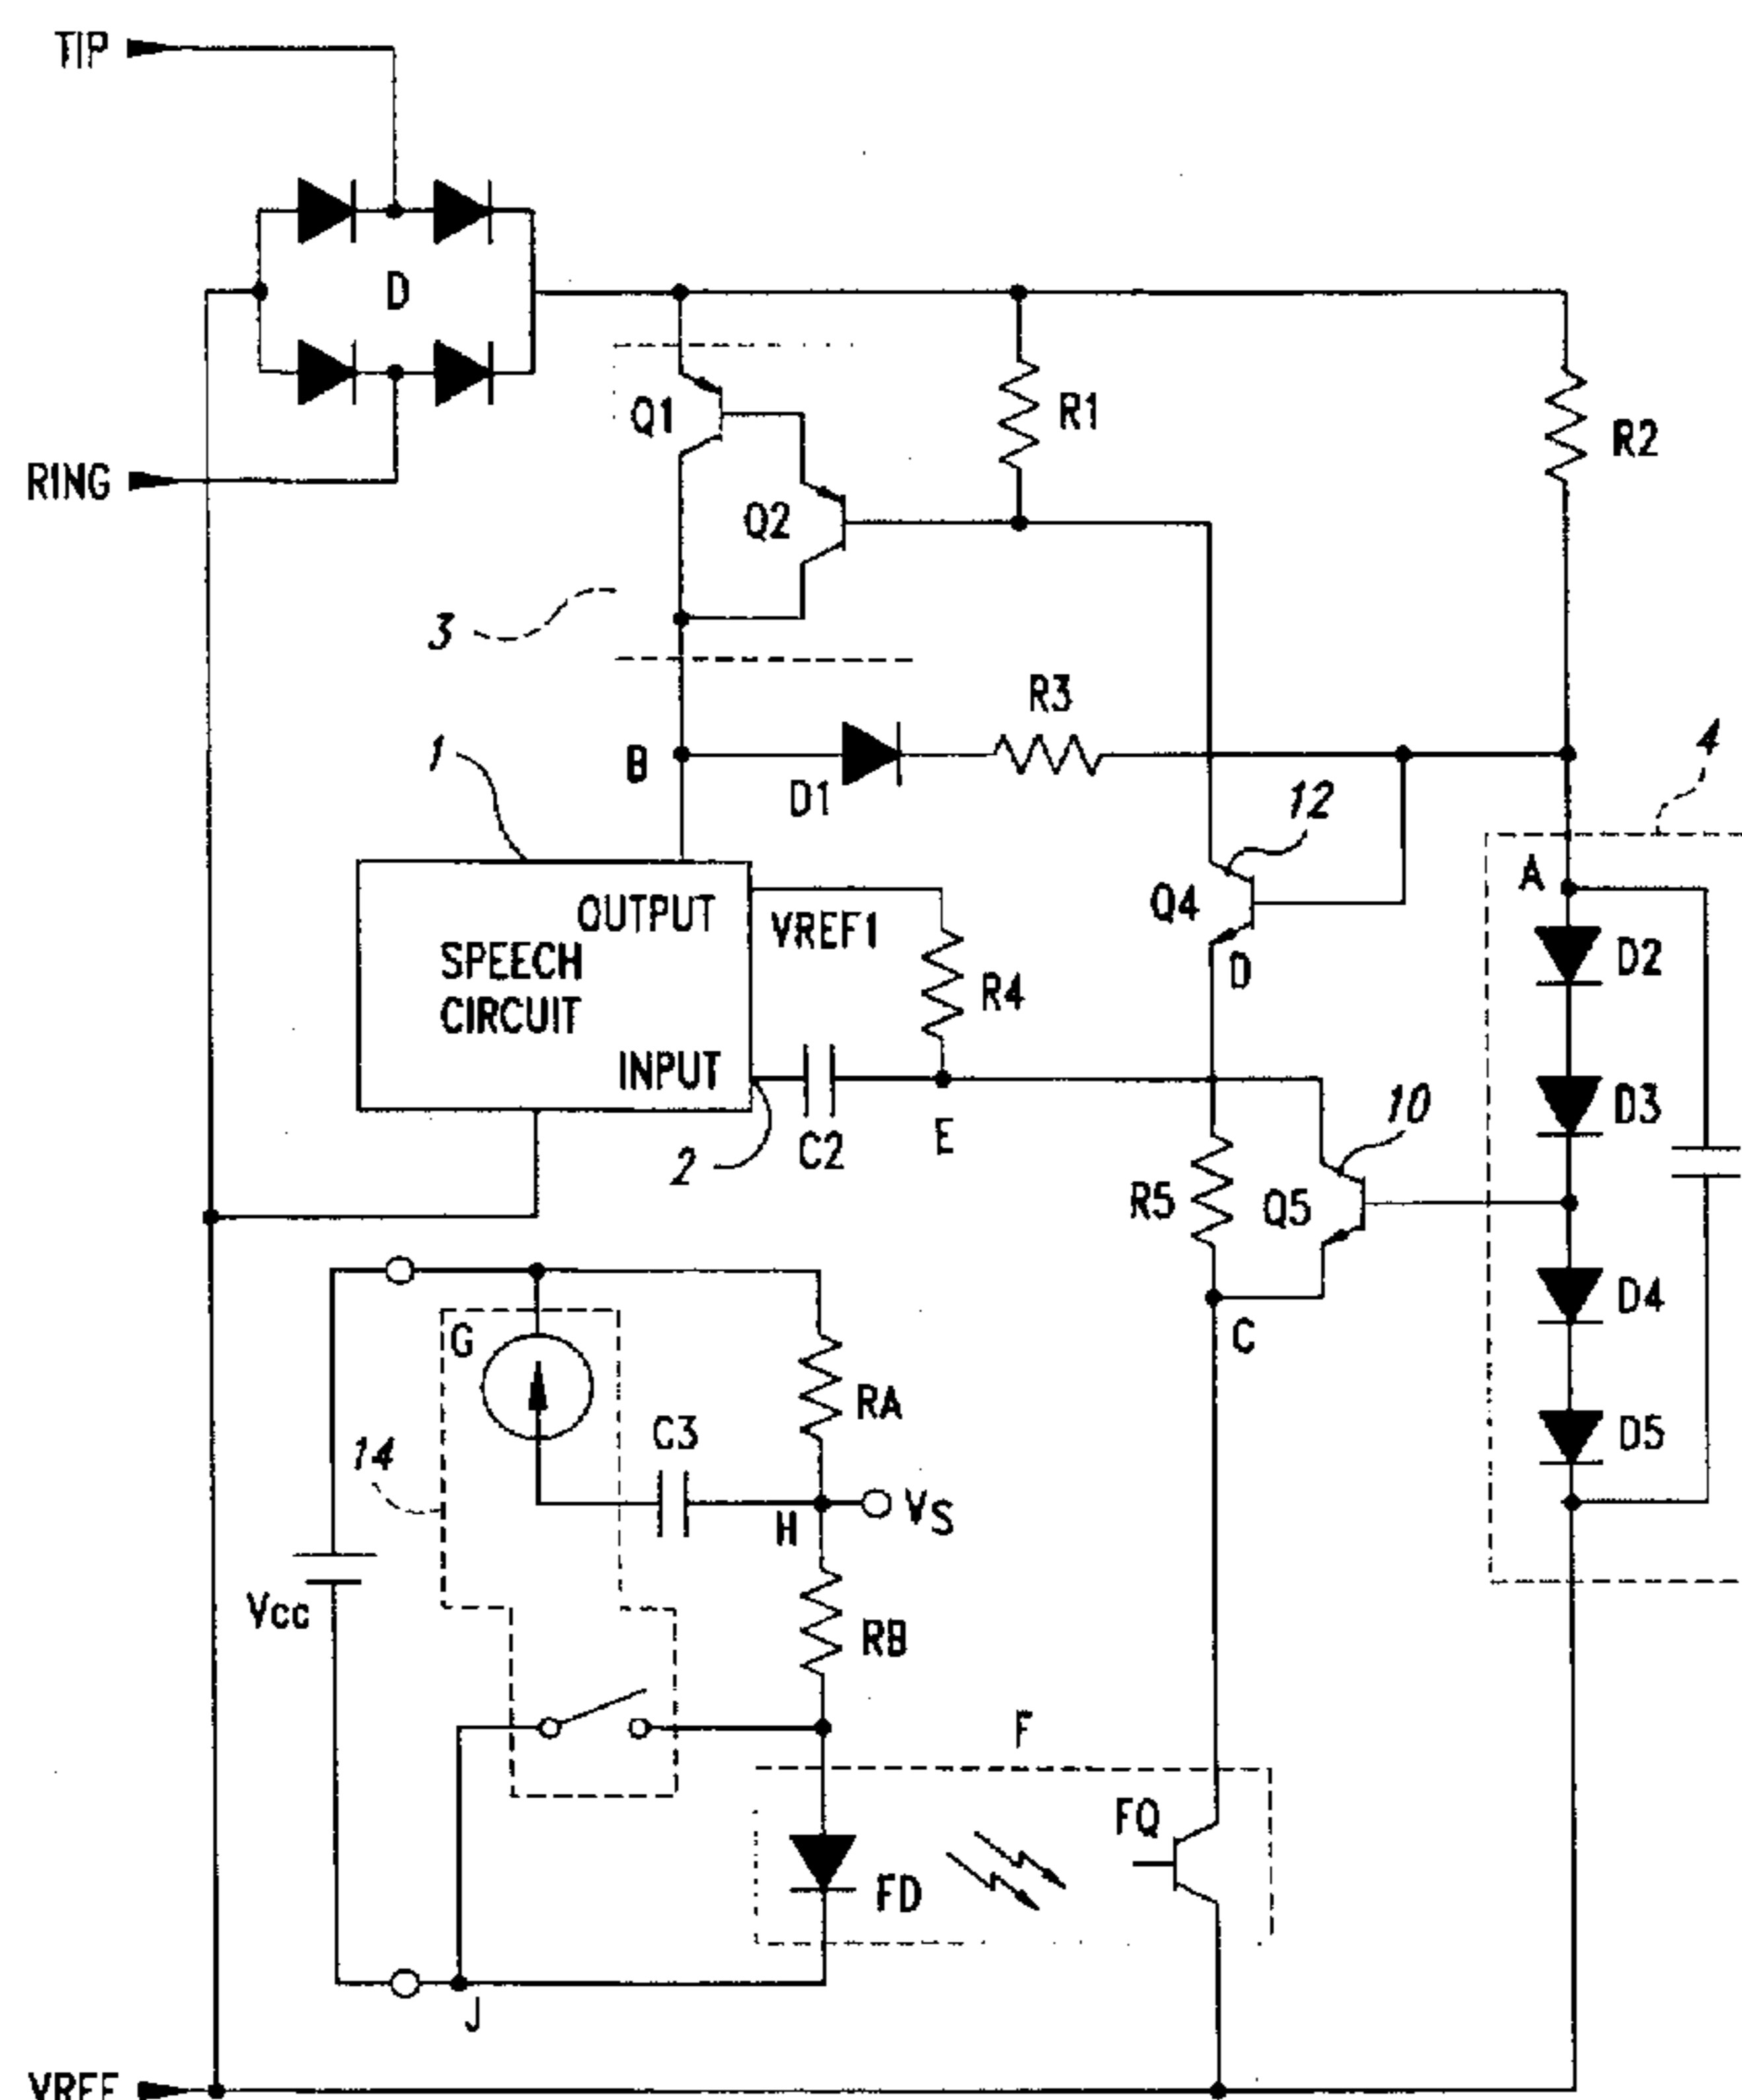 TIP
D
RING
Q1
R1
R2
Q2
3
R3
B
D1
1
4
12
A
OUTPUT
VREF1
Q4
D2
SPEECH
CIRCUIT
R4
D
INPUT
D3
10
E
C2
2
R5
Q5
D4
G
C
RA
C3
D5
14
H
VS
Vcc
RB
F
FQ
FD
J
VREF